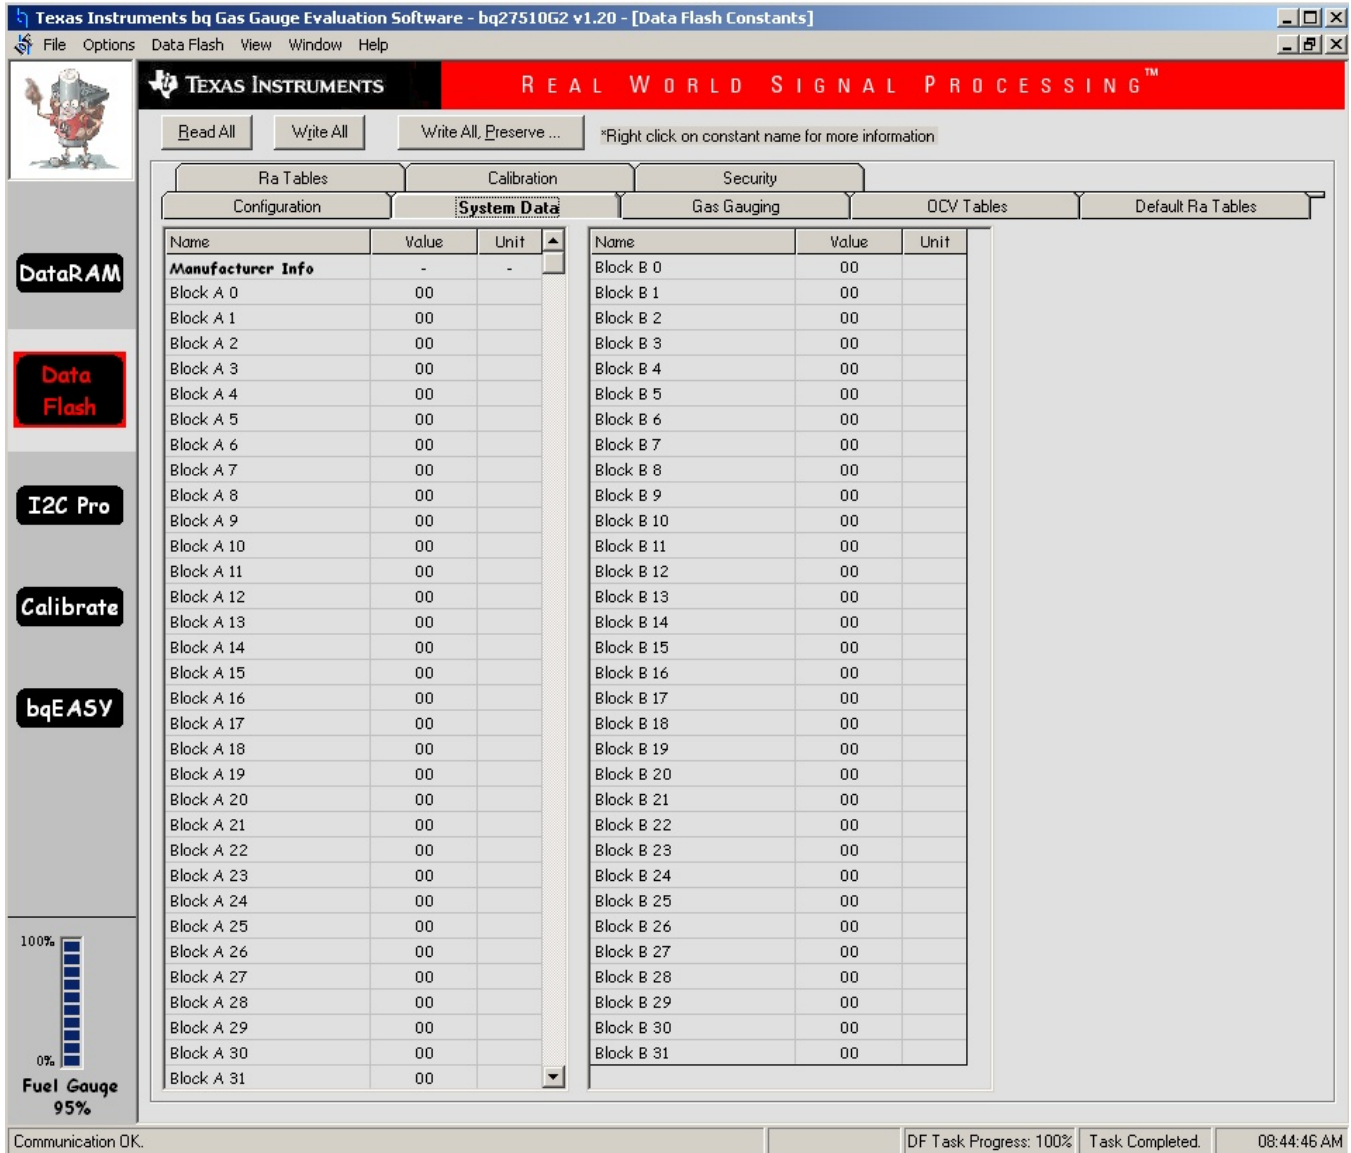 Texas Instruments bq Gas Gauge Evaluation Software - bq27510G2 v1.20 - [Data Flash Constants]
File Options Data Flash View Window Help
TEXAS INSTRUMENTS REAL WORLD SIGNAL PROCESSING™
Read All Write All Write All, Preserve ... *Right click on constant name for more information
Ra Tables Calibration Security
Configuration System Data Gas Gauging OCV Tables Default Ra Tables
DataRAM
Data
Flash
I2C Pro
Calibrate
bqEASY
100%
0%
Fuel Gauge
95%
Name Value Unit Name Value Unit
Manufacturer Info - - Block B 0 00
Block A 0 00 Block B 1 00
Block A 1 00 Block B 2 00
Block A 2 00 Block B 3 00
Block A 3 00 Block B 4 00
Block A 4 00 Block B 5 00
Block A 5 00 Block B 6 00
Block A 6 00 Block B 7 00
Block A 7 00 Block B 8 00
Block A 8 00 Block B 9 00
Block A 9 00 Block B 10 00
Block A 10 00 Block B 11 00
Block A 11 00 Block B 12 00
Block A 12 00 Block B 13 00
Block A 13 00 Block B 14 00
Block A 14 00 Block B 15 00
Block A 15 00 Block B 16 00
Block A 16 00 Block B 17 00
Block A 17 00 Block B 18 00
Block A 18 00 Block B 19 00
Block A 19 00 Block B 20 00
Block A 20 00 Block B 21 00
Block A 21 00 Block B 22 00
Block A 22 00 Block B 23 00
Block A 23 00 Block B 24 00
Block A 24 00 Block B 25 00
Block A 25 00 Block B 26 00
Block A 26 00 Block B 27 00
Block A 27 00 Block B 28 00
Block A 28 00 Block B 29 00
Block A 29 00 Block B 30 00
Block A 30 00 Block B 31 00
Block A 31 00
Communication OK. DF Task Progress: 100% Task Completed. 08:44:46 AM